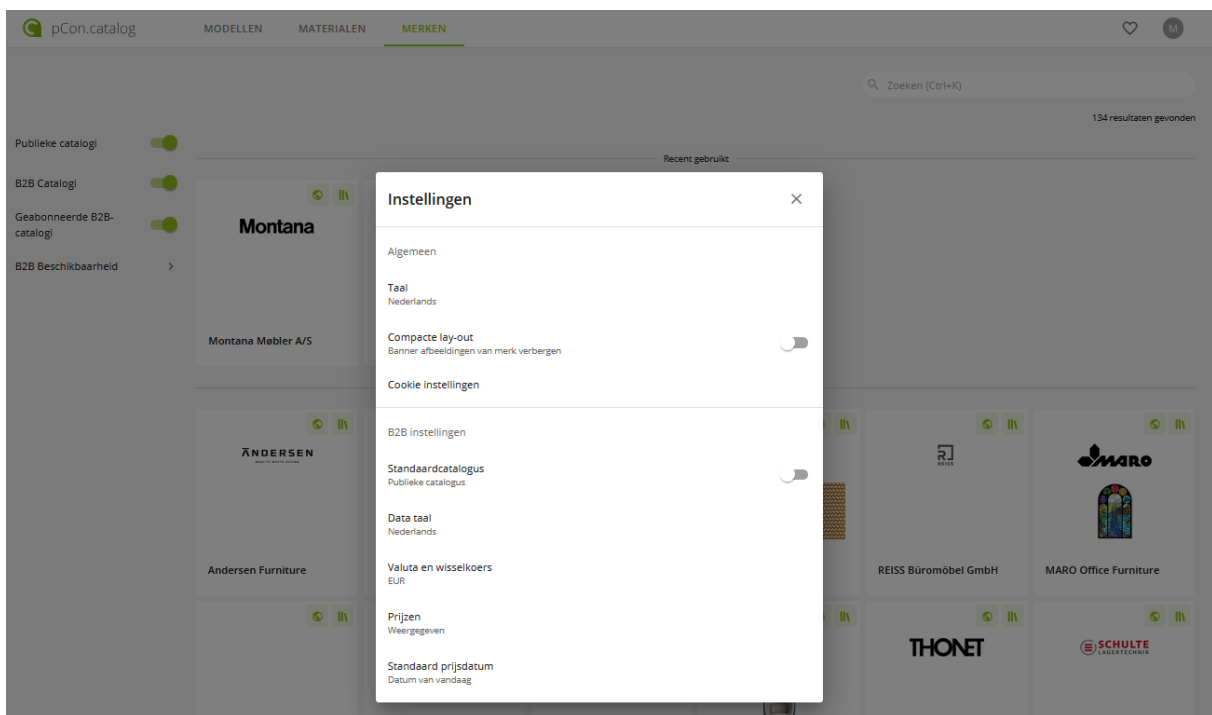 pCon.catalog
MODELLEN
MATERIALEN
MERKEN
M
Zoeken (Ctrl+K)
134 resultaten gevonden
Publieke catalogi
B2B Catalogi
Geabonneerde B2B-
catalogi
B2B Beschikbaarheid
Recent gebruikt
Montana
Montana Møbler A/S
Instellingen
Algemeen
Taal
Nederlands
Compacte lay-out
Banner afbeeldingen van merk verbergen
Cookie instellingen
B2B instellingen
Standaardcatalogus
Publieke catalogus
Data taal
Nederlands
Valuta en wisselkoers
EUR
Prijzen
Weergegeven
Standaard prijsdatum
Datum van vandaag
ANDERSEN
Andersen Furniture
REISS
REISS Büromöbel GmbH
MARO
MARO Office Furniture
THONET
SCHULTE
LAGERTECHNIK